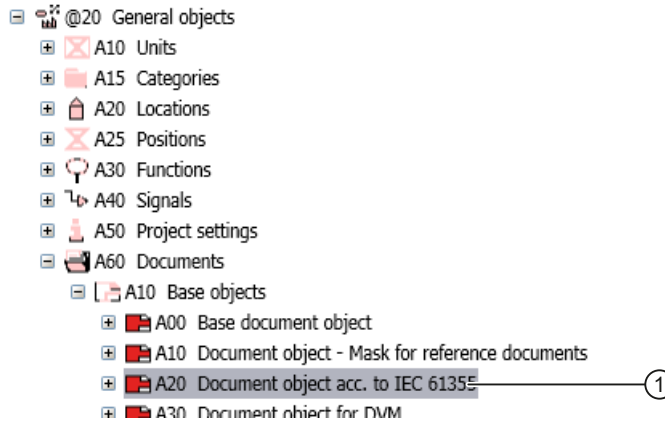 @20 General objects
A10 Units
A15 Categories
A20 Locations
A25 Positions
A30 Functions
A40 Signals
A50 Project settings
A60 Documents
A10 Base objects
A00 Base document object
A10 Document object - Mask for reference documents
A20 Document object acc. to IEC 61355
1
A30 Document object for DVM